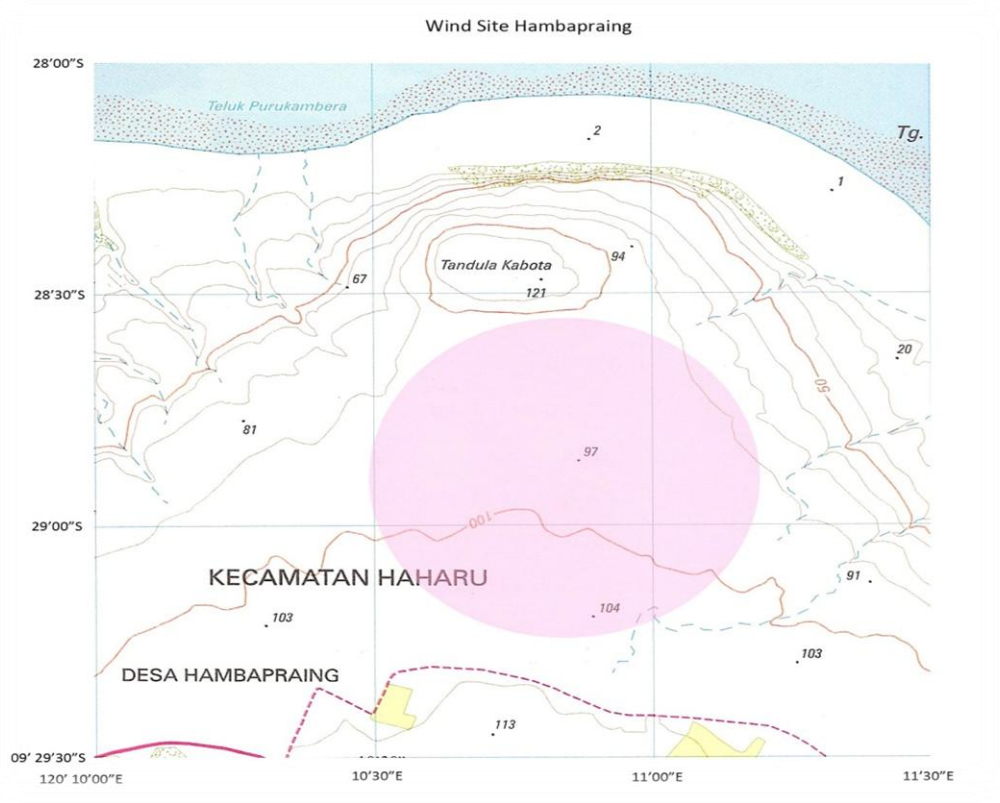 Wind Site Hambapraing
28’00”S
Teluk Purukambera
2
Tg.
1
94
Tandula Kabota
67
121
28’30”S
20
50
81
97
100
29’00”S
KECAMATAN HAHARU
91
104
103
103
DESA HAMBAPRAING
113
09’ 29’30”S
120’ 10’00”E
10’30”E
11’00”E
11’30”E